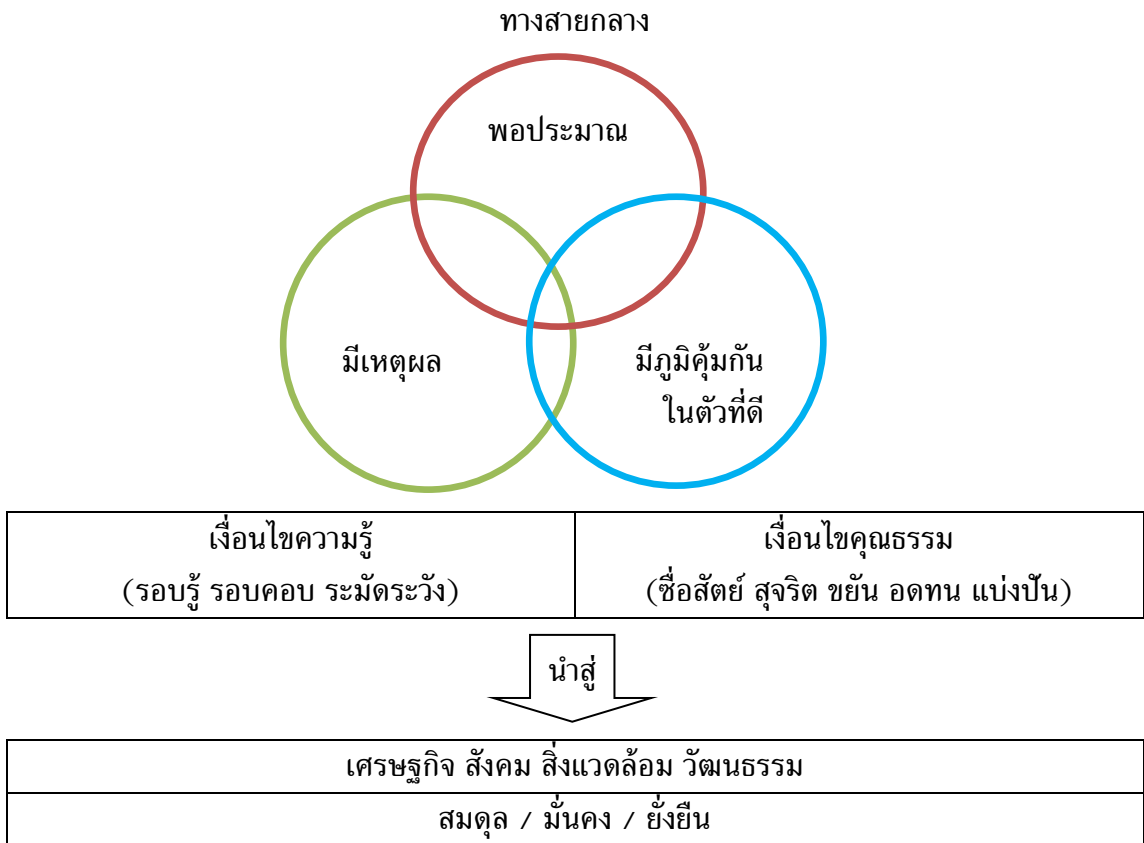 ทางสายกลาง
พอประมาณ
มีเหตุผล
มีภูมิคุ้มกัน
ในตัวที่ดี
เงื่อนไขความรู้
(รอบรู้ รอบคอบ ระมัดระวัง)
เงื่อนไขคุณธรรม
(ซื่อสัตย์ สุจริต ขยัน อดทน แบ่งปัน)
นำสู่
เศรษฐกิจ สังคม สิ่งแวดล้อม วัฒนธรรม
สมดุล / มั่นคง / ยั่งยืน